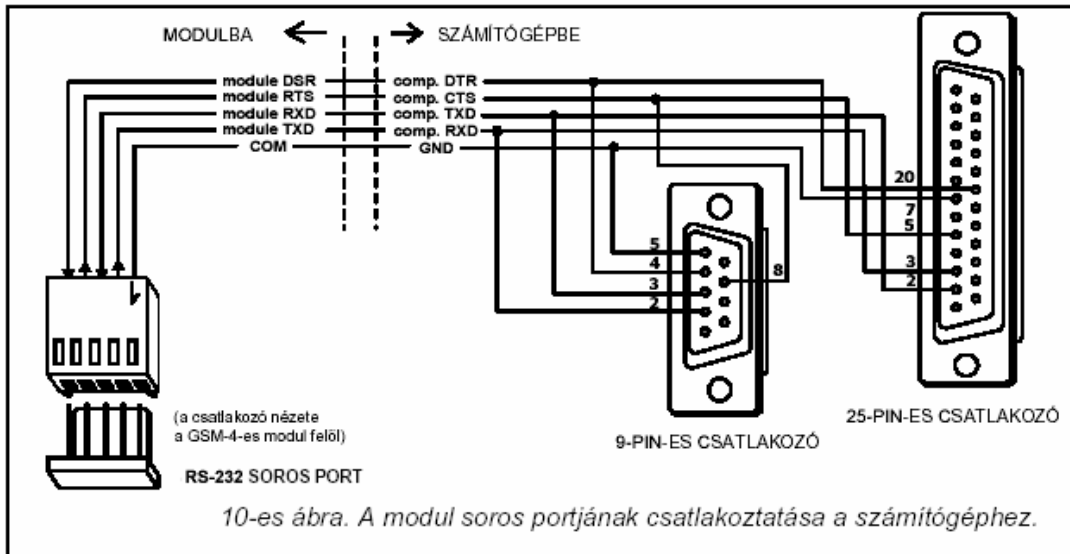 MODULBA SZÁMÍTÓGÉPBE
module DSR comp. DTR
module RTS comp. CTS
module RXD comp. TXD
module TXD comp. RXD
COM GND
20
7
5
3
2
5
4
3
2
8
(a csatlakozó nézete
a GSM-4-es modul felöl)
RS-232 SOROS PORT
9-PIN-ES CSATLAKOZÓ
25-PIN-ES CSATLAKOZÓ
10-es ábra. A modul soros portjának csatlakoztatása a számítógéphez.